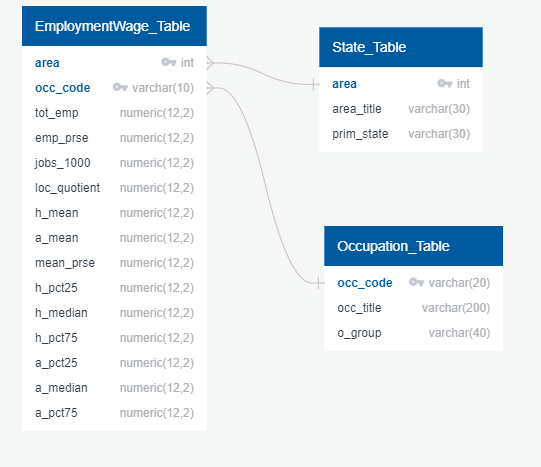 EmploymentWage_Table
area int
occ_code varchar(10)
tot_emp numeric(12,2)
emp_prse numeric(12,2)
jobs_1000 numeric(12,2)
loc_quotient numeric(12,2)
h_mean numeric(12,2)
a_mean numeric(12,2)
mean_prse numeric(12,2)
h_pct25 numeric(12,2)
h_median numeric(12,2)
h_pct75 numeric(12,2)
a_pct25 numeric(12,2)
a_median numeric(12,2)
a_pct75 numeric(12,2)
State_Table
area int
area_title varchar(30)
prim_state varchar(30)
Occupation_Table
occ_code varchar(20)
occ_title varchar(200)
o_group varchar(40)